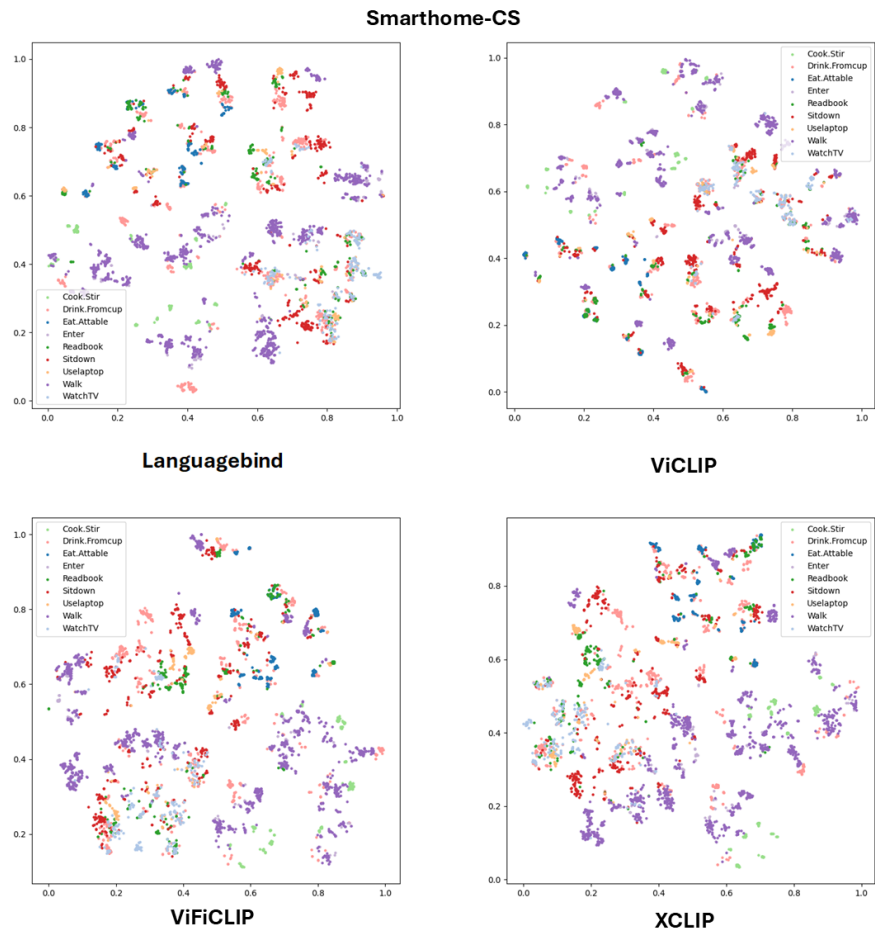 Smarthome-CS
1.0
0.8
0.6
0.4
0.2
0.0
0.0 0.2 0.4 0.6 0.8 1.0
Cook.Stir
Drink.Fromcup
Eat.Attable
Enter
Readbook
Sitdown
Uselaptop
Walk
WatchTV
Languagebind
1.0
0.8
0.6
0.4
0.2
0.0
0.0 0.2 0.4 0.6 0.8 1.0
Cook.Stir
Drink.Fromcup
Eat.Attable
Enter
Readbook
Sitdown
Uselaptop
Walk
WatchTV
ViCLIP
1.0
0.8
0.6
0.4
0.2
0.0 0.2 0.4 0.6 0.8 1.0
Cook.Stir
Drink.Fromcup
Eat.Attable
Enter
Readbook
Sitdown
Uselaptop
Walk
WatchTV
ViFiCLIP
0.8
0.6
0.4
0.2
0.0
0.0 0.2 0.4 0.6 0.8 1.0
Cook.Stir
Drink.Fromcup
Eat.Attable
Enter
Readbook
Sitdown
Uselaptop
Walk
WatchTV
XCLIP